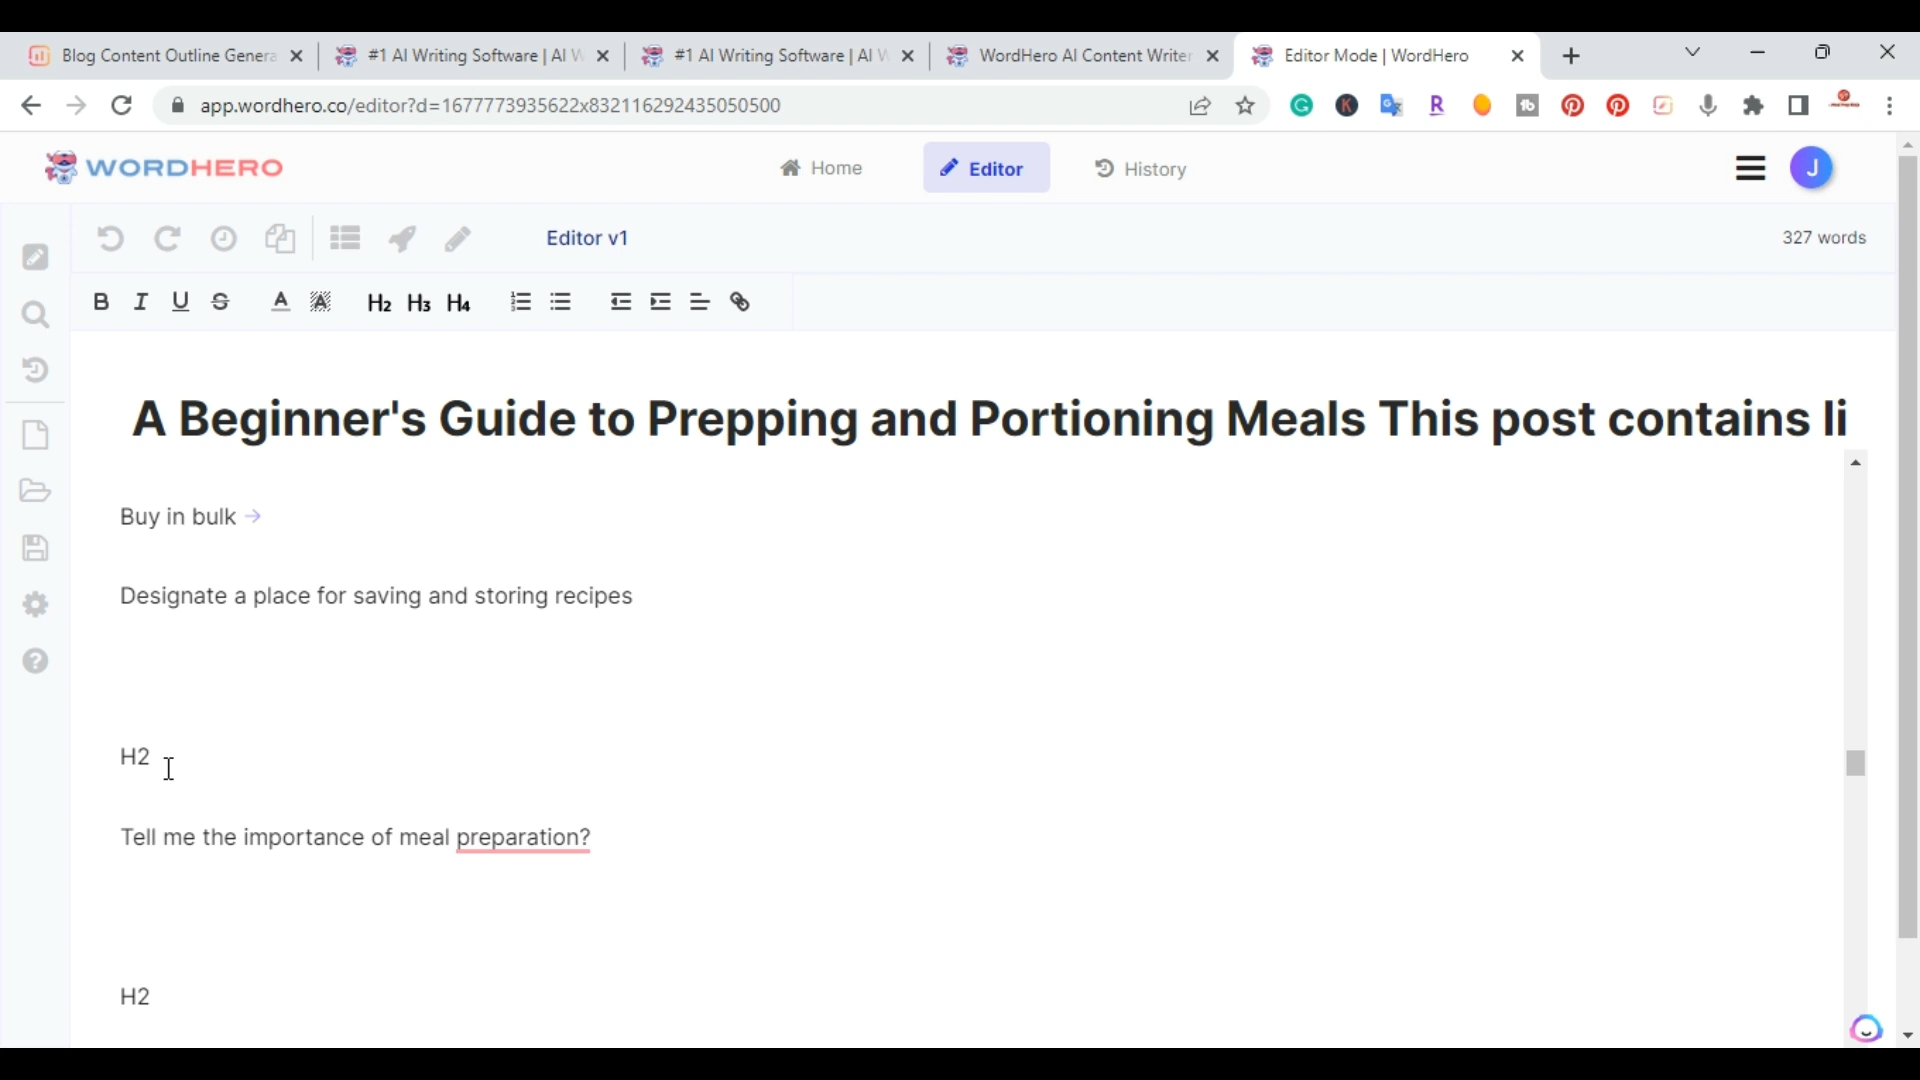 Blog Content Outline Genera
#1 AI Writing Software | AI W
#1 AI Writing Software | AI W
WordHero AI Content Writer
Editor Mode | WordHero
app.wordhero.co/editor?d=1677773935622x832116292435050500
WORDHERO
Home
Editor
History
J
Editor v1
327 words
B I U S A A H2 H3 H4
A Beginner's Guide to Prepping and Portioning Meals This post contains li
Buy in bulk →
Designate a place for saving and storing recipes
H2
Tell me the importance of meal preparation?
H2